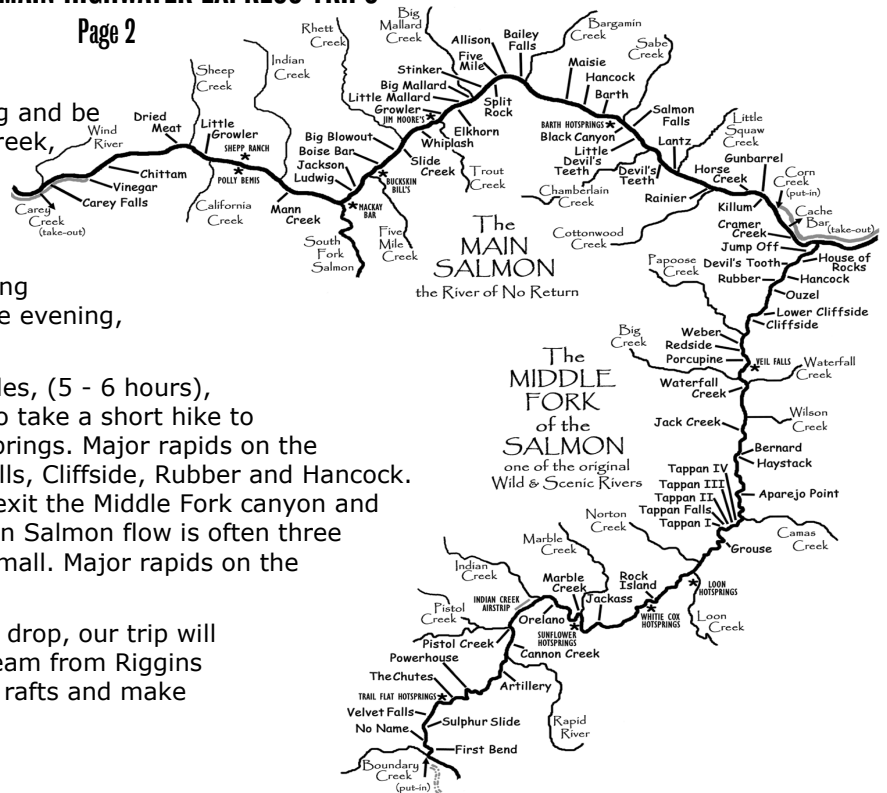 MAIN HIGHWATER EXPRESS TRIPS
Page 2
g and be
reek,
ng
e evening,
les, (5 - 6 hours),
o take a short hike to
prings. Major rapids on the
lls, Cliffside, Rubber and Hancock.
exit the Middle Fork canyon and
n Salmon flow is often three
small. Major rapids on the
drop, our trip will
eam from Riggins
rafts and make
Carey
Creek
(take-out)
Wind
River
Carey Falls
Vinegar
Chittam
Dried
Meat
Sheep
Creek
Little
Growler
SHEPP RANCH
POLLY BEMIS
California
Creek
Indian
Creek
Mann
Creek
South
Fork
Salmon
MACKAY
BAR
Ludwig
Jackson
Boise Bar
Big Blowout
BUCKSKIN
BILL'S
Five
Mile
Creek
Rhett
Creek
Slide
Creek
Whiplash
JIM MOORE'S
Growler
Little Mallard
Big Mallard
Elkhorn
Trout
Creek
Stinker
Five
Mile
Allison
Big
Mallard
Creek
Split
Rock
Bailey
Falls
Bargamin
Creek
Maisie
Hancock
Barth
Sabe
Creek
BARTH HOTSPRINGS
Black Canyon
Salmon
Falls
Little
Devil's
Teeth
Chamberlain
Creek
Devil's
Teeth
Lantz
Little
Squaw
Creek
Rainier
Cottonwood
Creek
Horse
Creek
Gunbarrel
Killum
Corn
Creek
(put-in)
Cramer
Creek
Cache
Bar
(take-out)
The
MAIN
SALMON
the River of No Return
Jump Off
House of
Rocks
Devil's Tooth
Hancock
Rubber
Papoose
Creek
Ouzel
Lower Cliffside
Cliffside
Weber
Redside
Porcupine
Big
Creek
VEIL FALLS
Waterfall
Creek
Waterfall
Creek
Jack Creek
Wilson
Creek
Bernard
Haystack
The
MIDDLE
FORK
of the
SALMON
one of the original
Wild & Scenic Rivers
Tappan IV
Tappan III
Tappan II
Tappan Falls
Tappan I
Aparejo Point
Camas
Creek
Grouse
Norton
Creek
LOON
HOTSPRINGS
Loon
Creek
Rock
Island
WHITIE COX
HOTSPRINGS
Marble
Creek
Marble
Creek
Jackass
SUNFLOWER
HOTSPRINGS
Orelano
INDIAN CREEK
AIRSTRIP
Indian
Creek
Pistol
Creek
Pistol Creek
Cannon Creek
Powerhouse
Artillery
Rapid
River
The Chutes
TRAIL FLAT HOTSPRINGS
Velvet Falls
Sulphur Slide
No Name
First Bend
Boundary
Creek
(put-in)